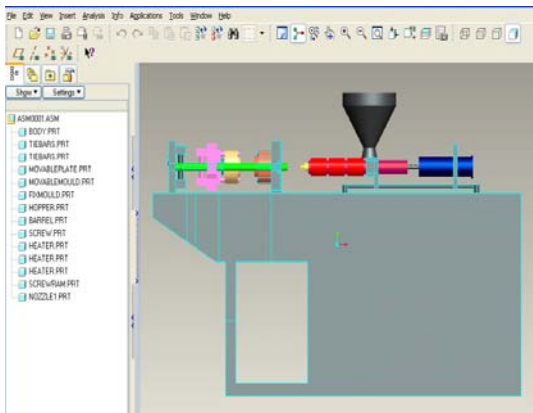 File Edit View Insert Analysis Info Applications Tools Window Help
Show Settings
ASM0001.ASM
BODY.PRT
TIEBARS.PRT
TIEBARS.PRT
MOVABLEPLATE.PRT
MOVABLEMOULD.PRT
FIXMOULD.PRT
HOPPER.PRT
BARREL.PRT
SCREW.PRT
HEATER.PRT
HEATER.PRT
HEATER.PRT
SCREWRAM.PRT
NOZZLE1.PRT